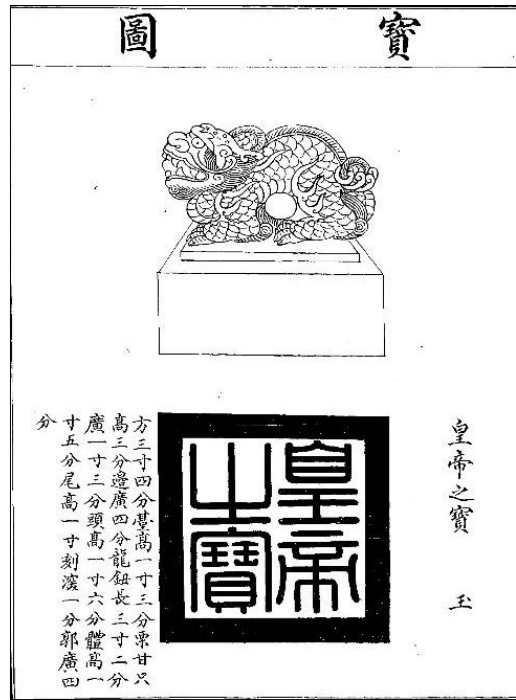 寶圖
皇帝之寶 玉
皇帝
之寶
方三寸四分臺高一寸三分栗廿只
高三分邊廣四分龍鈕長三寸二分
廣一寸三分頭高一寸六分體高一
寸五分尾高一寸刻深一分郭廣四
分